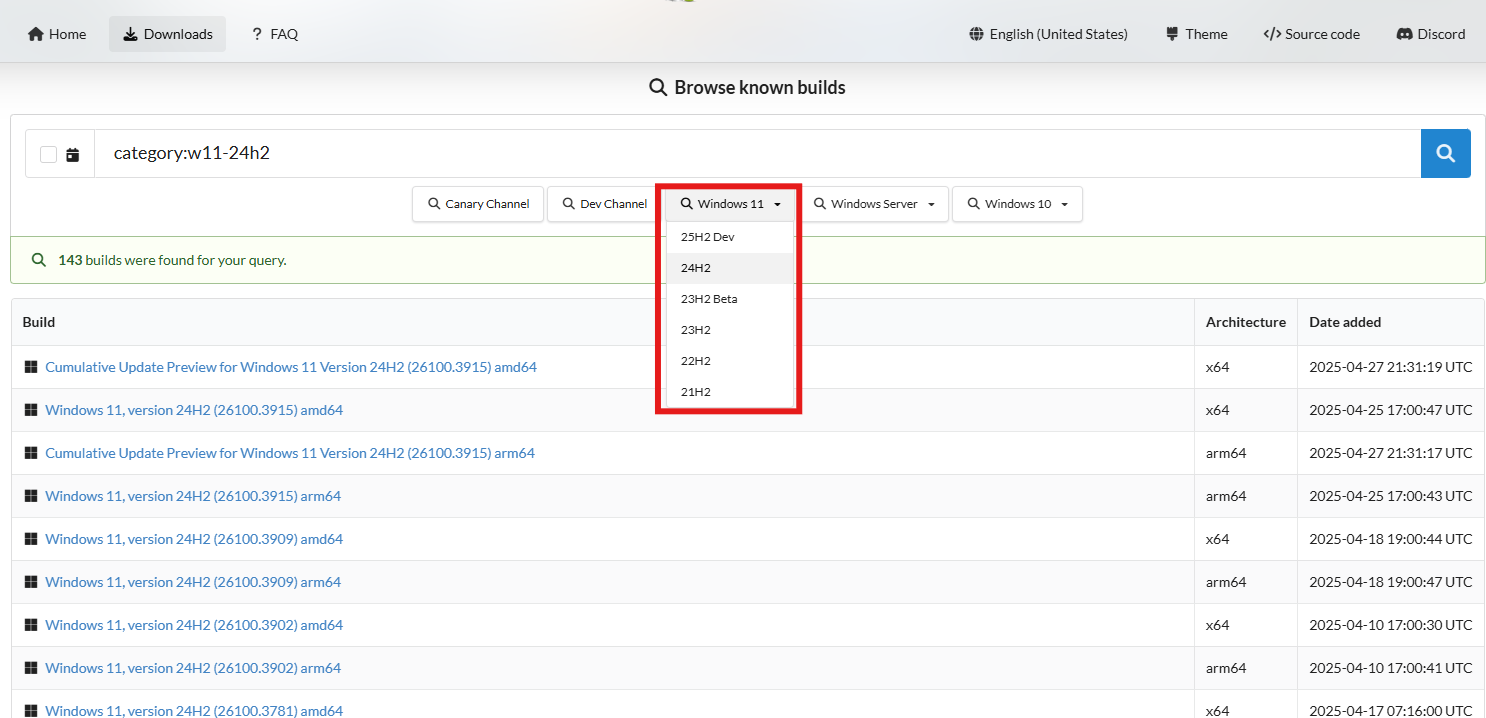 Home Downloads ? FAQ English (United States) Theme </> Source code Discord
Browse known builds
category:w11-24h2
Canary Channel Dev Channel Windows 11 Windows Server Windows 10
25H2 Dev
24H2
23H2 Beta
23H2
22H2
21H2
143 builds were found for your query.
Build Architecture Date added
Cumulative Update Preview for Windows 11 Version 24H2 (26100.3915) amd64 x64 2025-04-27 21:31:19 UTC
Windows 11, version 24H2 (26100.3915) amd64 x64 2025-04-25 17:00:47 UTC
Cumulative Update Preview for Windows 11 Version 24H2 (26100.3915) arm64 arm64 2025-04-27 21:31:17 UTC
Windows 11, version 24H2 (26100.3915) arm64 arm64 2025-04-25 17:00:43 UTC
Windows 11, version 24H2 (26100.3909) amd64 x64 2025-04-18 19:00:44 UTC
Windows 11, version 24H2 (26100.3909) arm64 arm64 2025-04-18 19:00:47 UTC
Windows 11, version 24H2 (26100.3902) amd64 x64 2025-04-10 17:00:30 UTC
Windows 11, version 24H2 (26100.3902) arm64 arm64 2025-04-10 17:00:41 UTC
Windows 11, version 24H2 (26100.3781) amd64 x64 2025-04-17 07:16:00 UTC